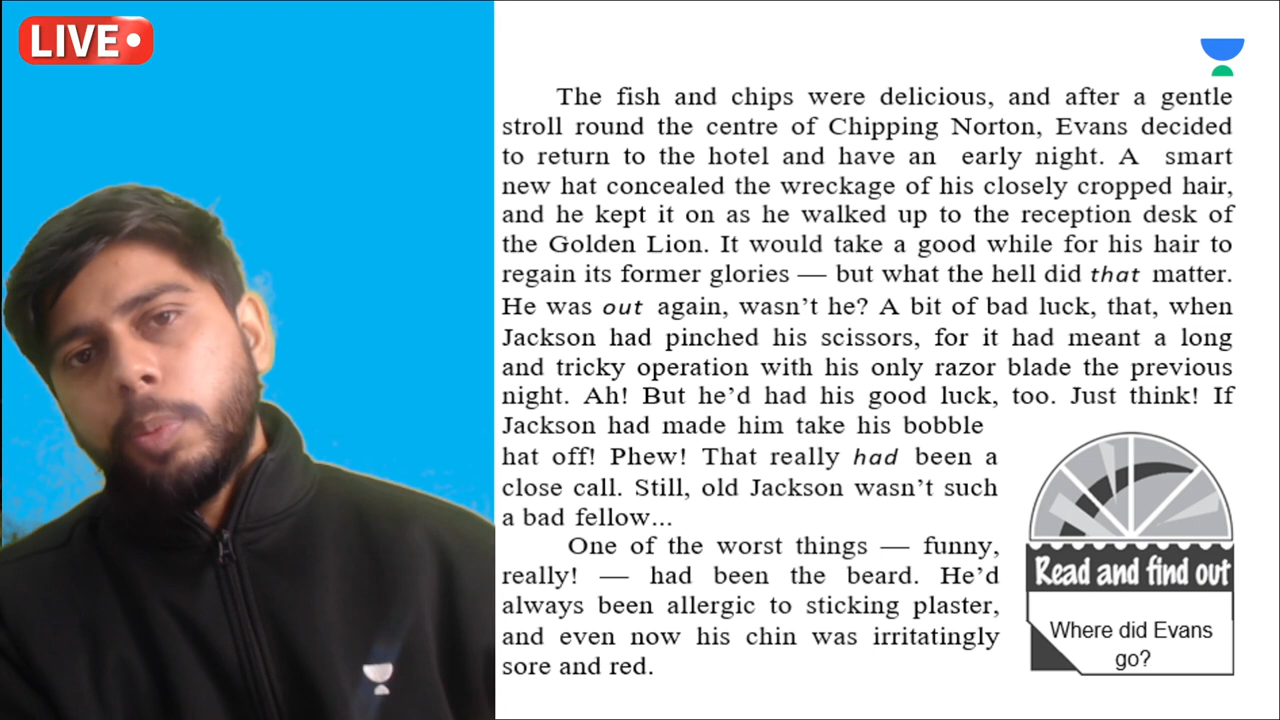 LIVE
The fish and chips were delicious, and after a gentle
stroll round the centre of Chipping Norton, Evans decided
to return to the hotel and have an early night. A smart
new hat concealed the wreckage of his closely cropped hair,
and he kept it on as he walked up to the reception desk of
the Golden Lion. It would take a good while for his hair to
regain its former glories — but what the hell did that matter.
He was out again, wasn’t he? A bit of bad luck, that, when
Jackson had pinched his scissors, for it had meant a long
and tricky operation with his only razor blade the previous
night. Ah! But he’d had his good luck, too. Just think! If
Jackson had made him take his bobble
hat off! Phew! That really had been a
close call. Still, old Jackson wasn’t such
a bad fellow...
One of the worst things — funny,
really! — had been the beard. He’d
always been allergic to sticking plaster,
and even now his chin was irritatingly
sore and red.
Read and find out
Where did Evans
go?